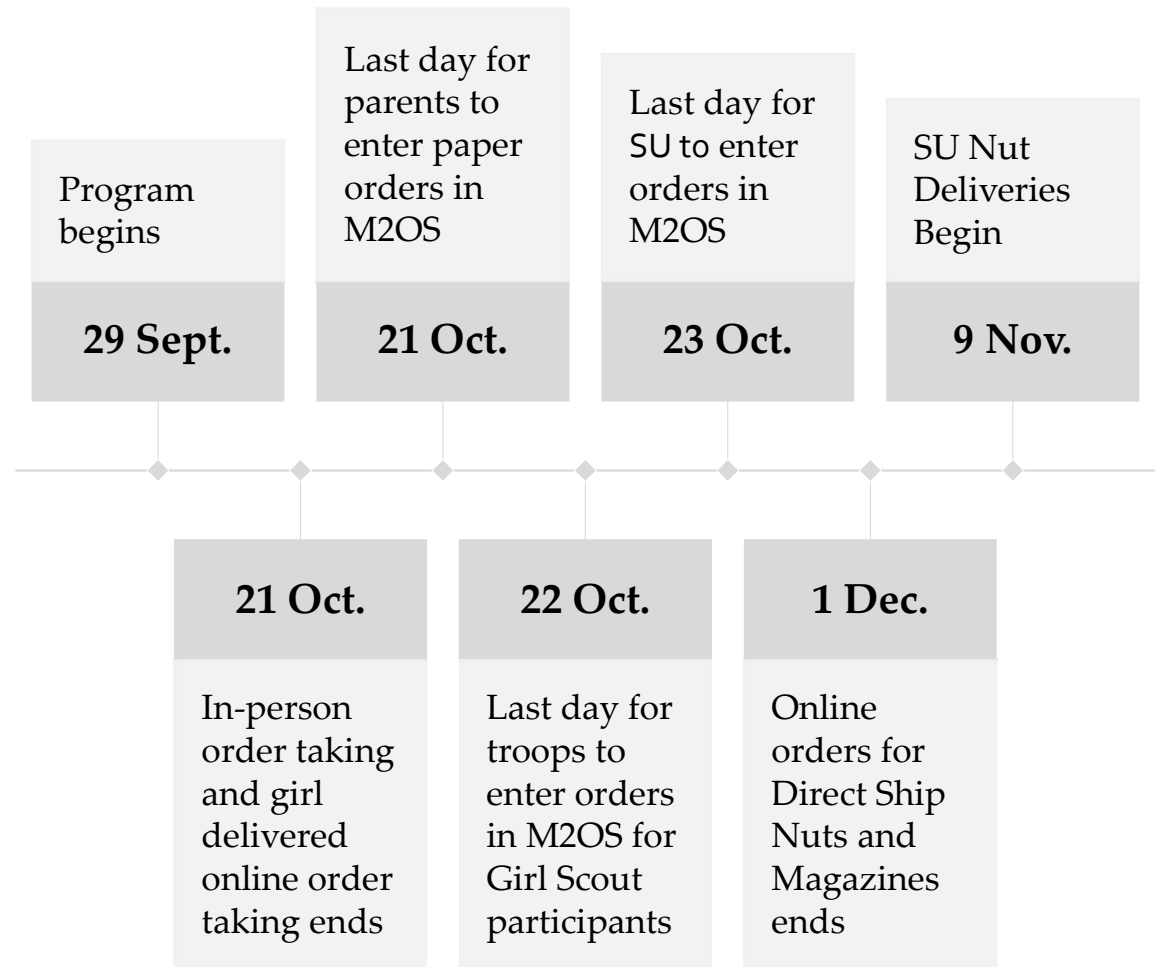 Program
begins
29 Sept.
21 Oct.
In-person
order taking
and girl
delivered
online order
taking ends
Last day for
parents to
enter paper
orders in
M2OS
21 Oct.
22 Oct.
Last day for
troops to
enter orders
in M2OS for
Girl Scout
participants
Last day for
SU to enter
orders in
M2OS
23 Oct.
1 Dec.
Online
orders for
Direct Ship
Nuts and
Magazines
ends
SU Nut
Deliveries
Begin
9 Nov.